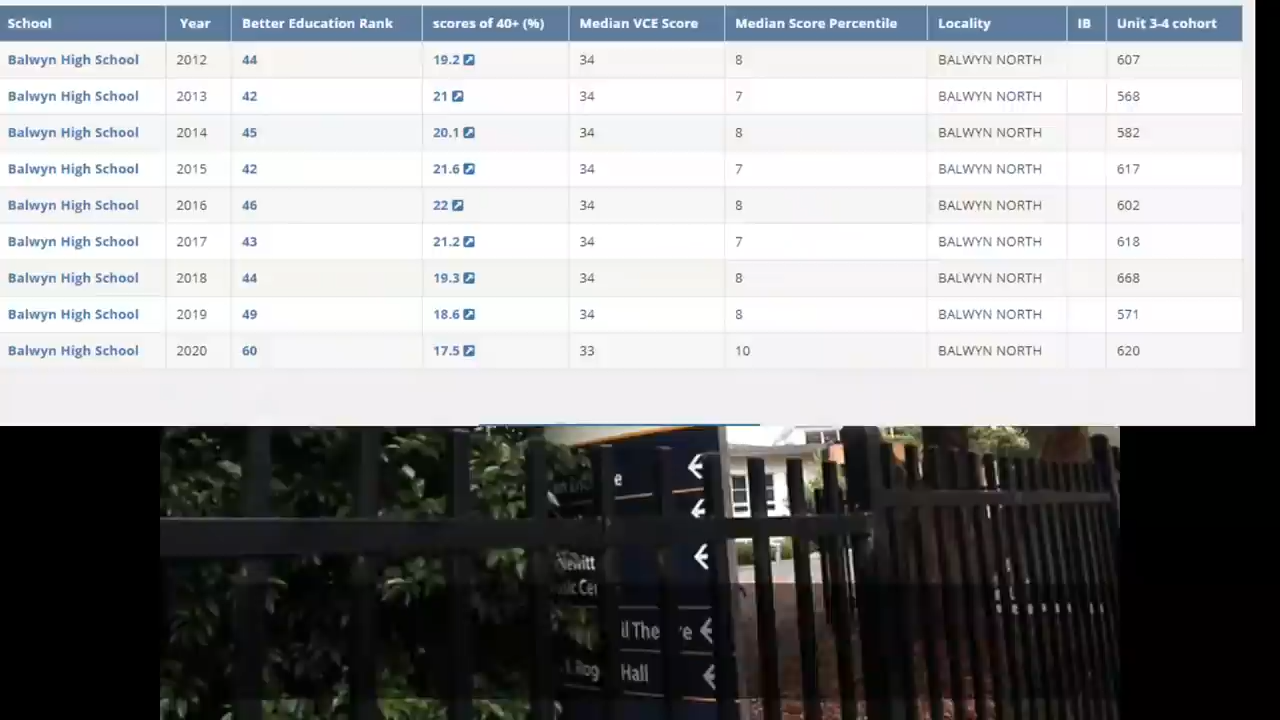 School Year Better Education Rank scores of 40+ (%) Median VCE Score Median Score Percentile Locality IB Unit 3-4 cohort
Balwyn High School 2012 44 19.2 34 8 BALWYN NORTH 607
Balwyn High School 2013 42 21 34 7 BALWYN NORTH 568
Balwyn High School 2014 45 20.1 34 8 BALWYN NORTH 582
Balwyn High School 2015 42 21.6 34 7 BALWYN NORTH 617
Balwyn High School 2016 46 22 34 8 BALWYN NORTH 602
Balwyn High School 2017 43 21.2 34 7 BALWYN NORTH 618
Balwyn High School 2018 44 19.3 34 8 BALWYN NORTH 668
Balwyn High School 2019 49 18.6 34 8 BALWYN NORTH 571
Balwyn High School 2020 60 17.5 33 10 BALWYN NORTH 620
Hall